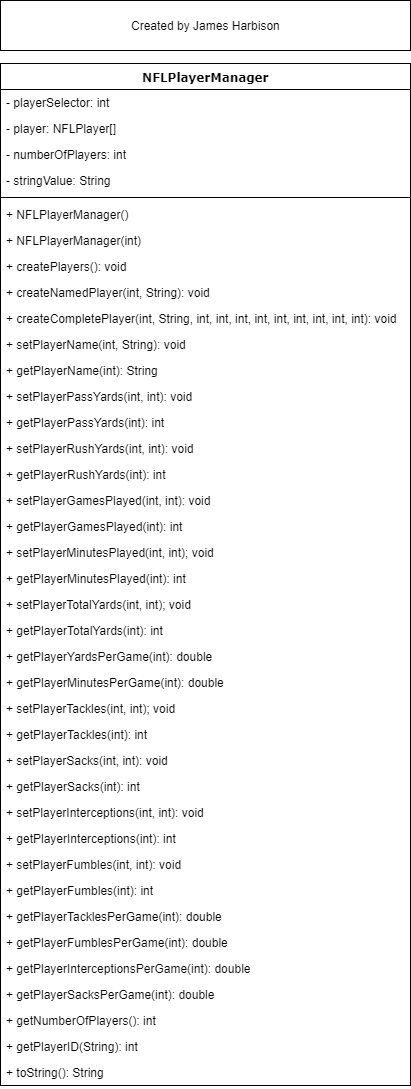 Created by James Harbison
NFLPlayerManager
- playerSelector: int
- player: NFLPlayer[]
- numberOfPlayers: int
- stringValue: String
+ NFLPlayerManager()
+ NFLPlayerManager(int)
+ createPlayers(): void
+ createNamedPlayer(int, String): void
+ createCompletePlayer(int, String, int, int, int, int, int, int, int, int, int): void
+ setPlayerName(int, String): void
+ getPlayerName(int): String
+ setPlayerPassYards(int, int): void
+ getPlayerPassYards(int): int
+ setPlayerRushYards(int, int): void
+ getPlayerRushYards(int): int
+ setPlayerGamesPlayed(int, int): void
+ getPlayerGamesPlayed(int): int
+ setPlayerMinutesPlayed(int, int); void
+ getPlayerMinutesPlayed(int): int
+ setPlayerTotalYards(int, int); void
+ getPlayerTotalYards(int): int
+ getPlayerYardsPerGame(int): double
+ getPlayerMinutesPerGame(int): double
+ setPlayerTackles(int, int); void
+ getPlayerTackles(int): int
+ setPlayerSacks(int, int): void
+ getPlayerSacks(int): int
+ setPlayerInterceptions(int, int): void
+ getPlayerInterceptions(int): int
+ setPlayerFumbles(int, int): void
+ getPlayerFumbles(int): int
+ getPlayerTacklesPerGame(int): double
+ getPlayerFumblesPerGame(int): double
+ getPlayerInterceptionsPerGame(int): double
+ getPlayerSacksPerGame(int): double
+ getNumberOfPlayers(): int
+ getPlayerID(String): int
+ toString(): String